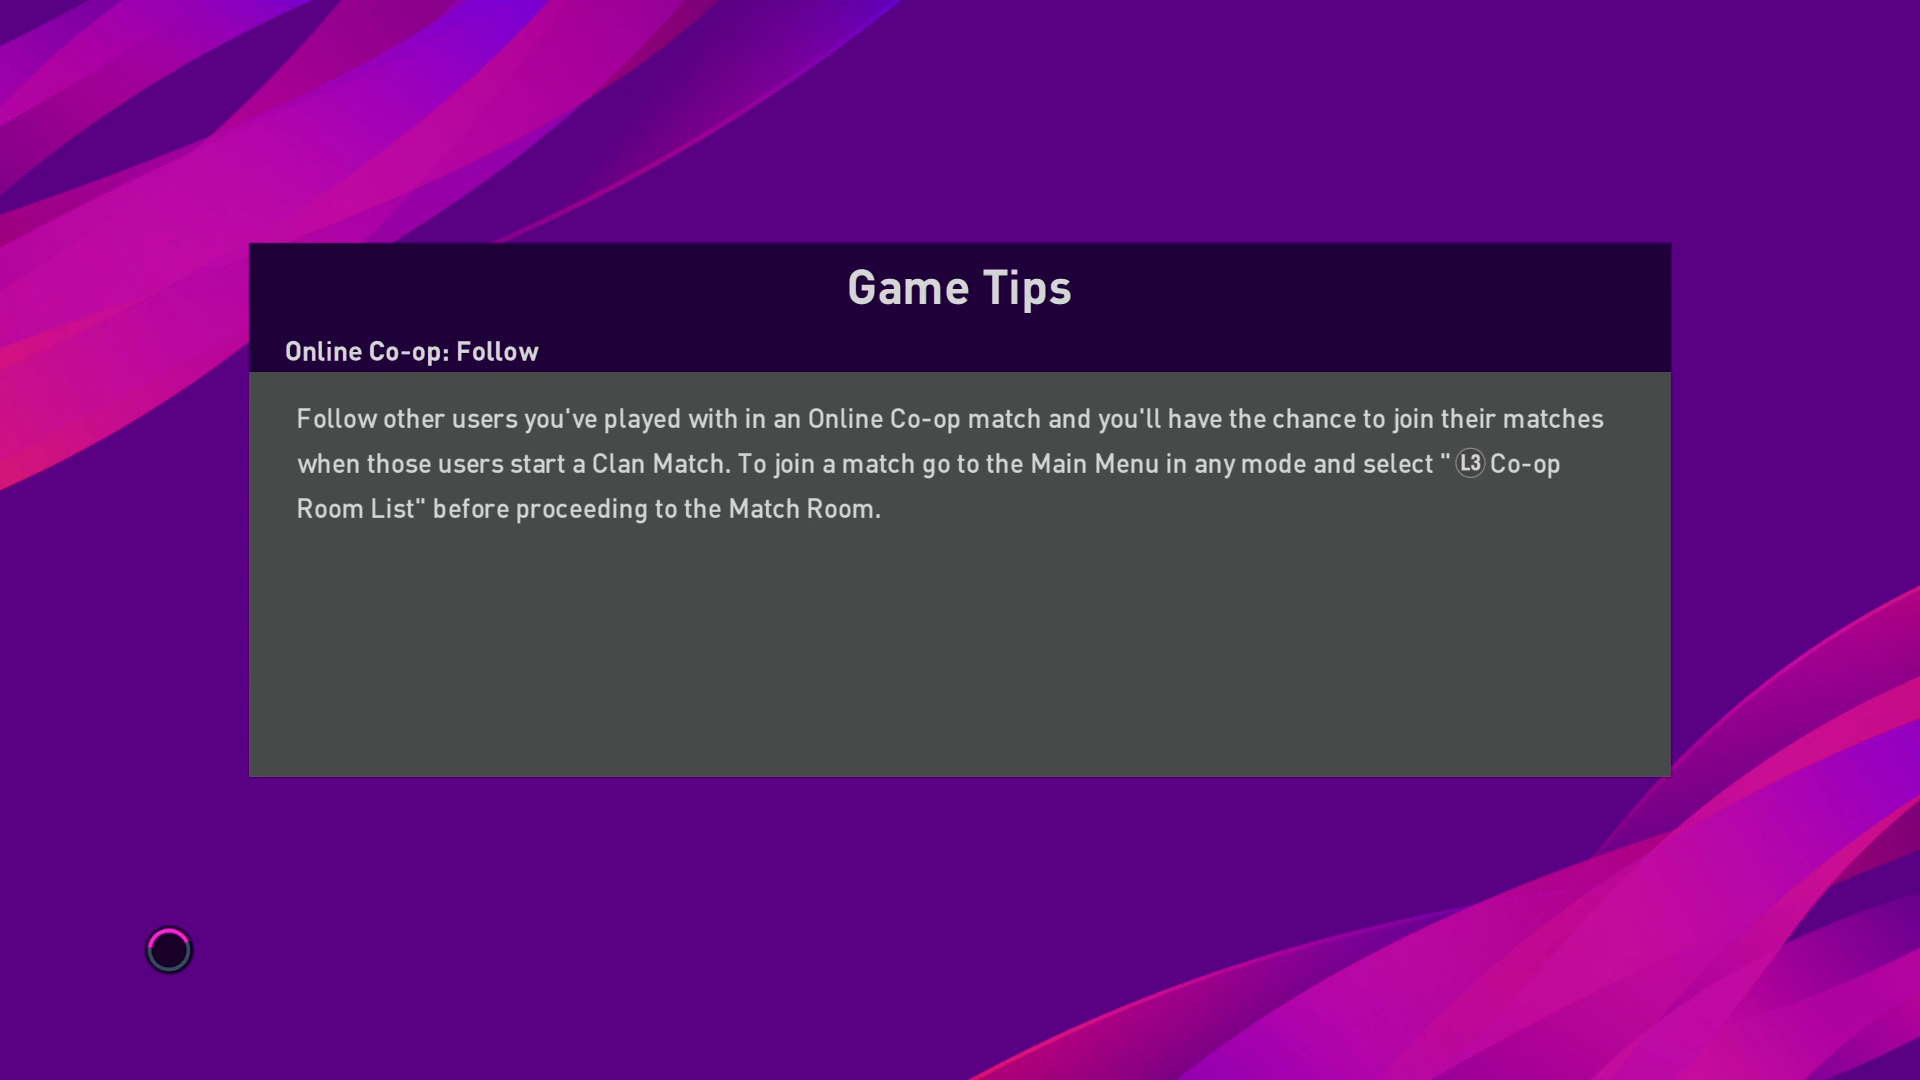 Game Tips
Online Co-op: Follow
Follow other users you've played with in an Online Co-op match and you'll have the chance to join their matches
when those users start a Clan Match. To join a match go to the Main Menu in any mode and select " L3 Co-op
Room List" before proceeding to the Match Room.